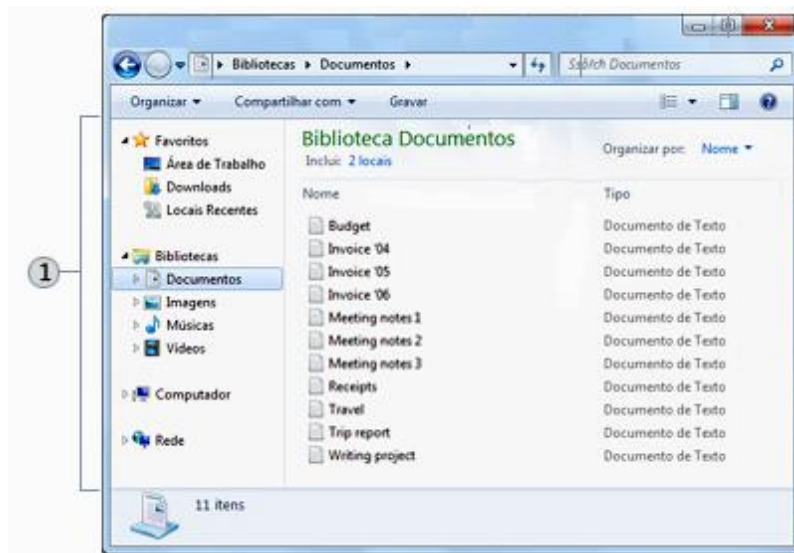 Bibliotecas Documentos
Documentos
Organizar Compartilhar com Gravar
1
Favoritos
Área de Trabalho
Downloads
Locais Recentes
Bibliotecas
Documentos
Imagens
Músicas
Vídeos
Computador
Rede
Biblioteca Documentos
Inclui: 2 locais
Organizar por: Nome
Nome Tipo
Budget Documento de Texto
Invoice '04 Documento de Texto
Invoice '05 Documento de Texto
Invoice '06 Documento de Texto
Meeting notes 1 Documento de Texto
Meeting notes 2 Documento de Texto
Meeting notes 3 Documento de Texto
Receipts Documento de Texto
Travel Documento de Texto
Trip report Documento de Texto
Writing project Documento de Texto
11 itens